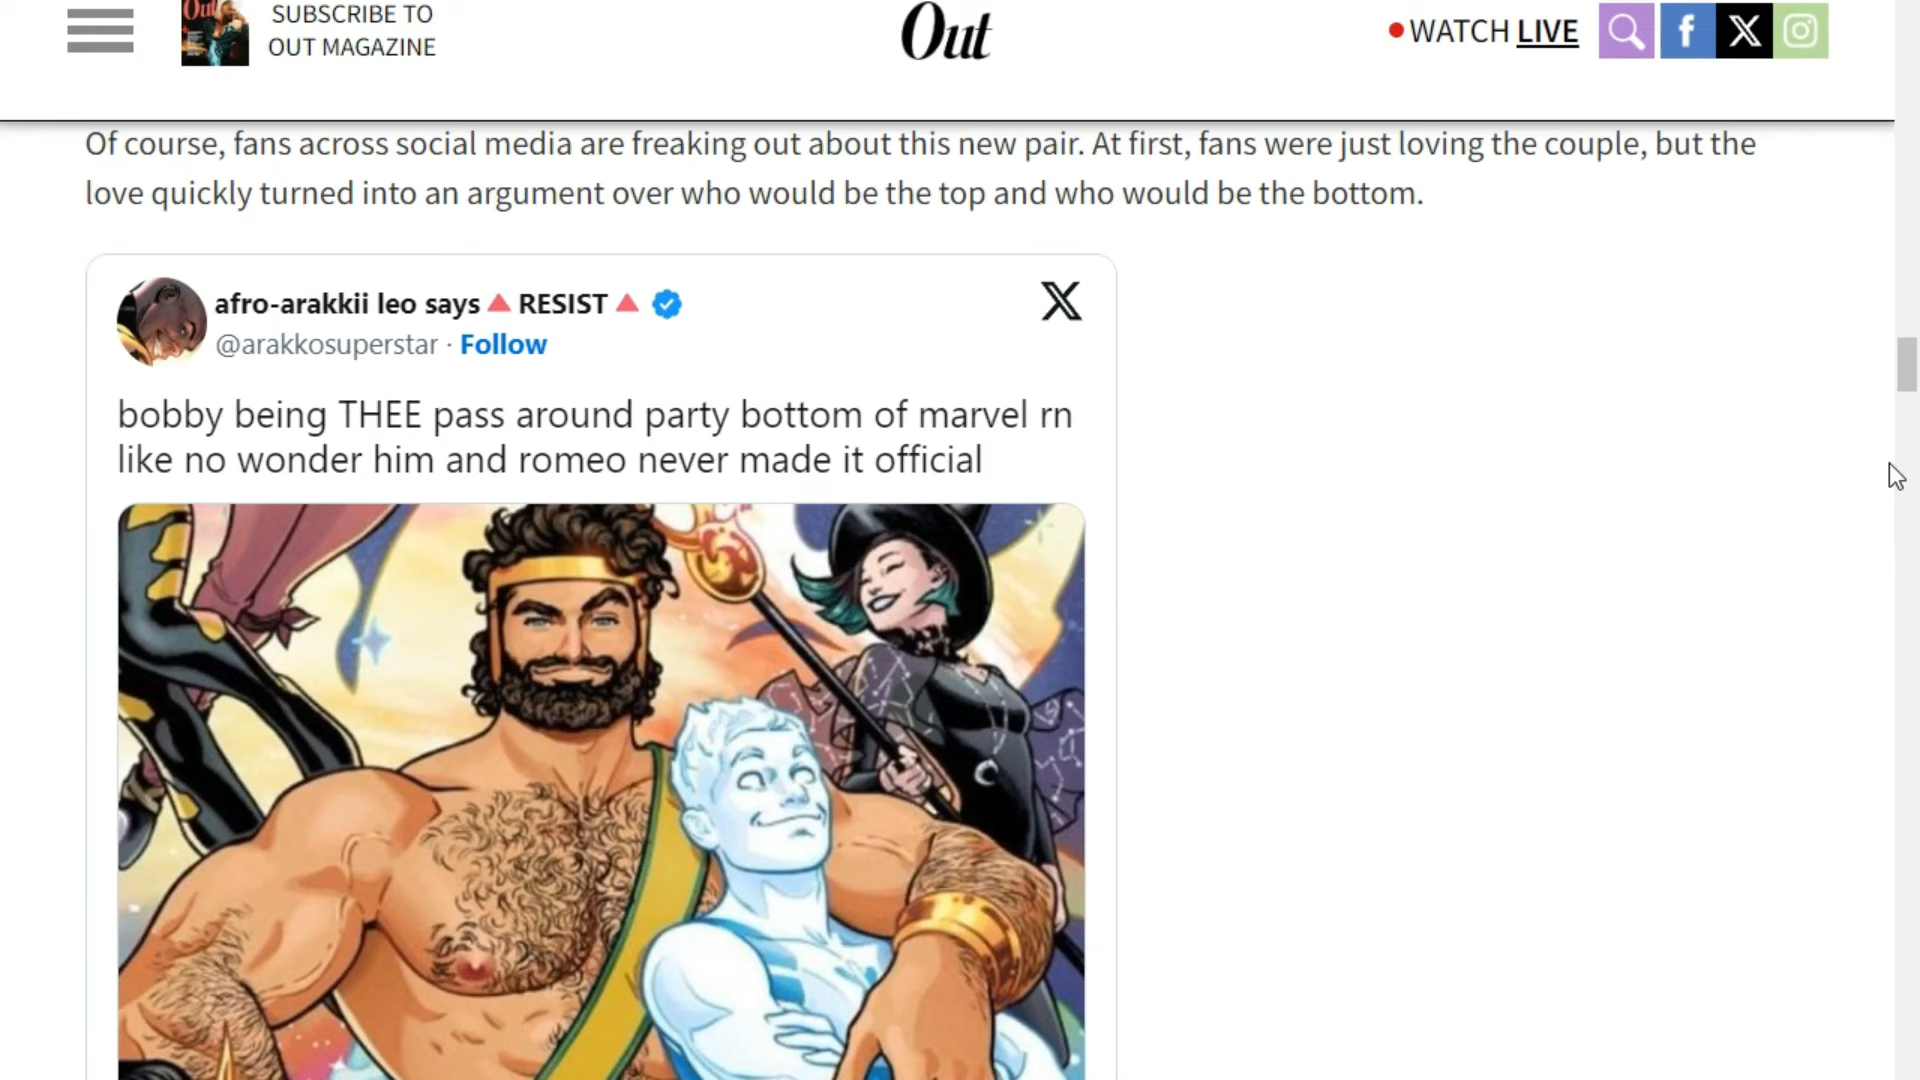 Out
SUBSCRIBE TO
OUT MAGAZINE
Out
WATCH LIVE
Of course, fans across social media are freaking out about this new pair. At first, fans were just loving the couple, but the
love quickly turned into an argument over who would be the top and who would be the bottom.
afro-arakkii leo says 🔺 RESIST 🔺
@arakkosuperstar · Follow
bobby being THEE pass around party bottom of marvel rn
like no wonder him and romeo never made it official